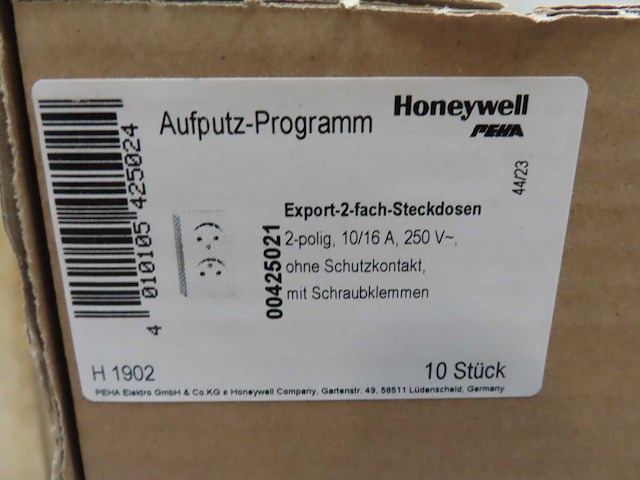 Aufputz-Programm
Honeywell
PEHA
44/23
4 010105 425024
00425021
Export-2-fach-Steckdosen
2-polig, 10/16 A, 250 V~,
ohne Schutzkontakt,
mit Schraubklemmen
H 1902
10 Stück
PEHA Elektro GmbH & Co KG a Honeywell Company, Gartenstr. 49, 58511 Lüdenscheid, Germany